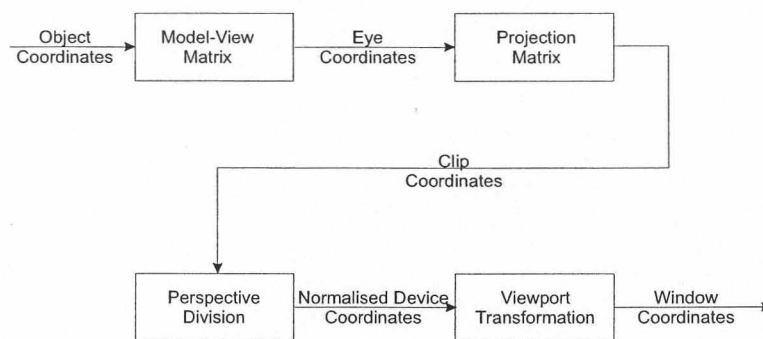 Object
Coordinates
Model-View
Matrix
Eye
Coordinates
Projection
Matrix
Clip
Coordinates
Perspective
Division
Normalised Device
Coordinates
Viewport
Transformation
Window
Coordinates